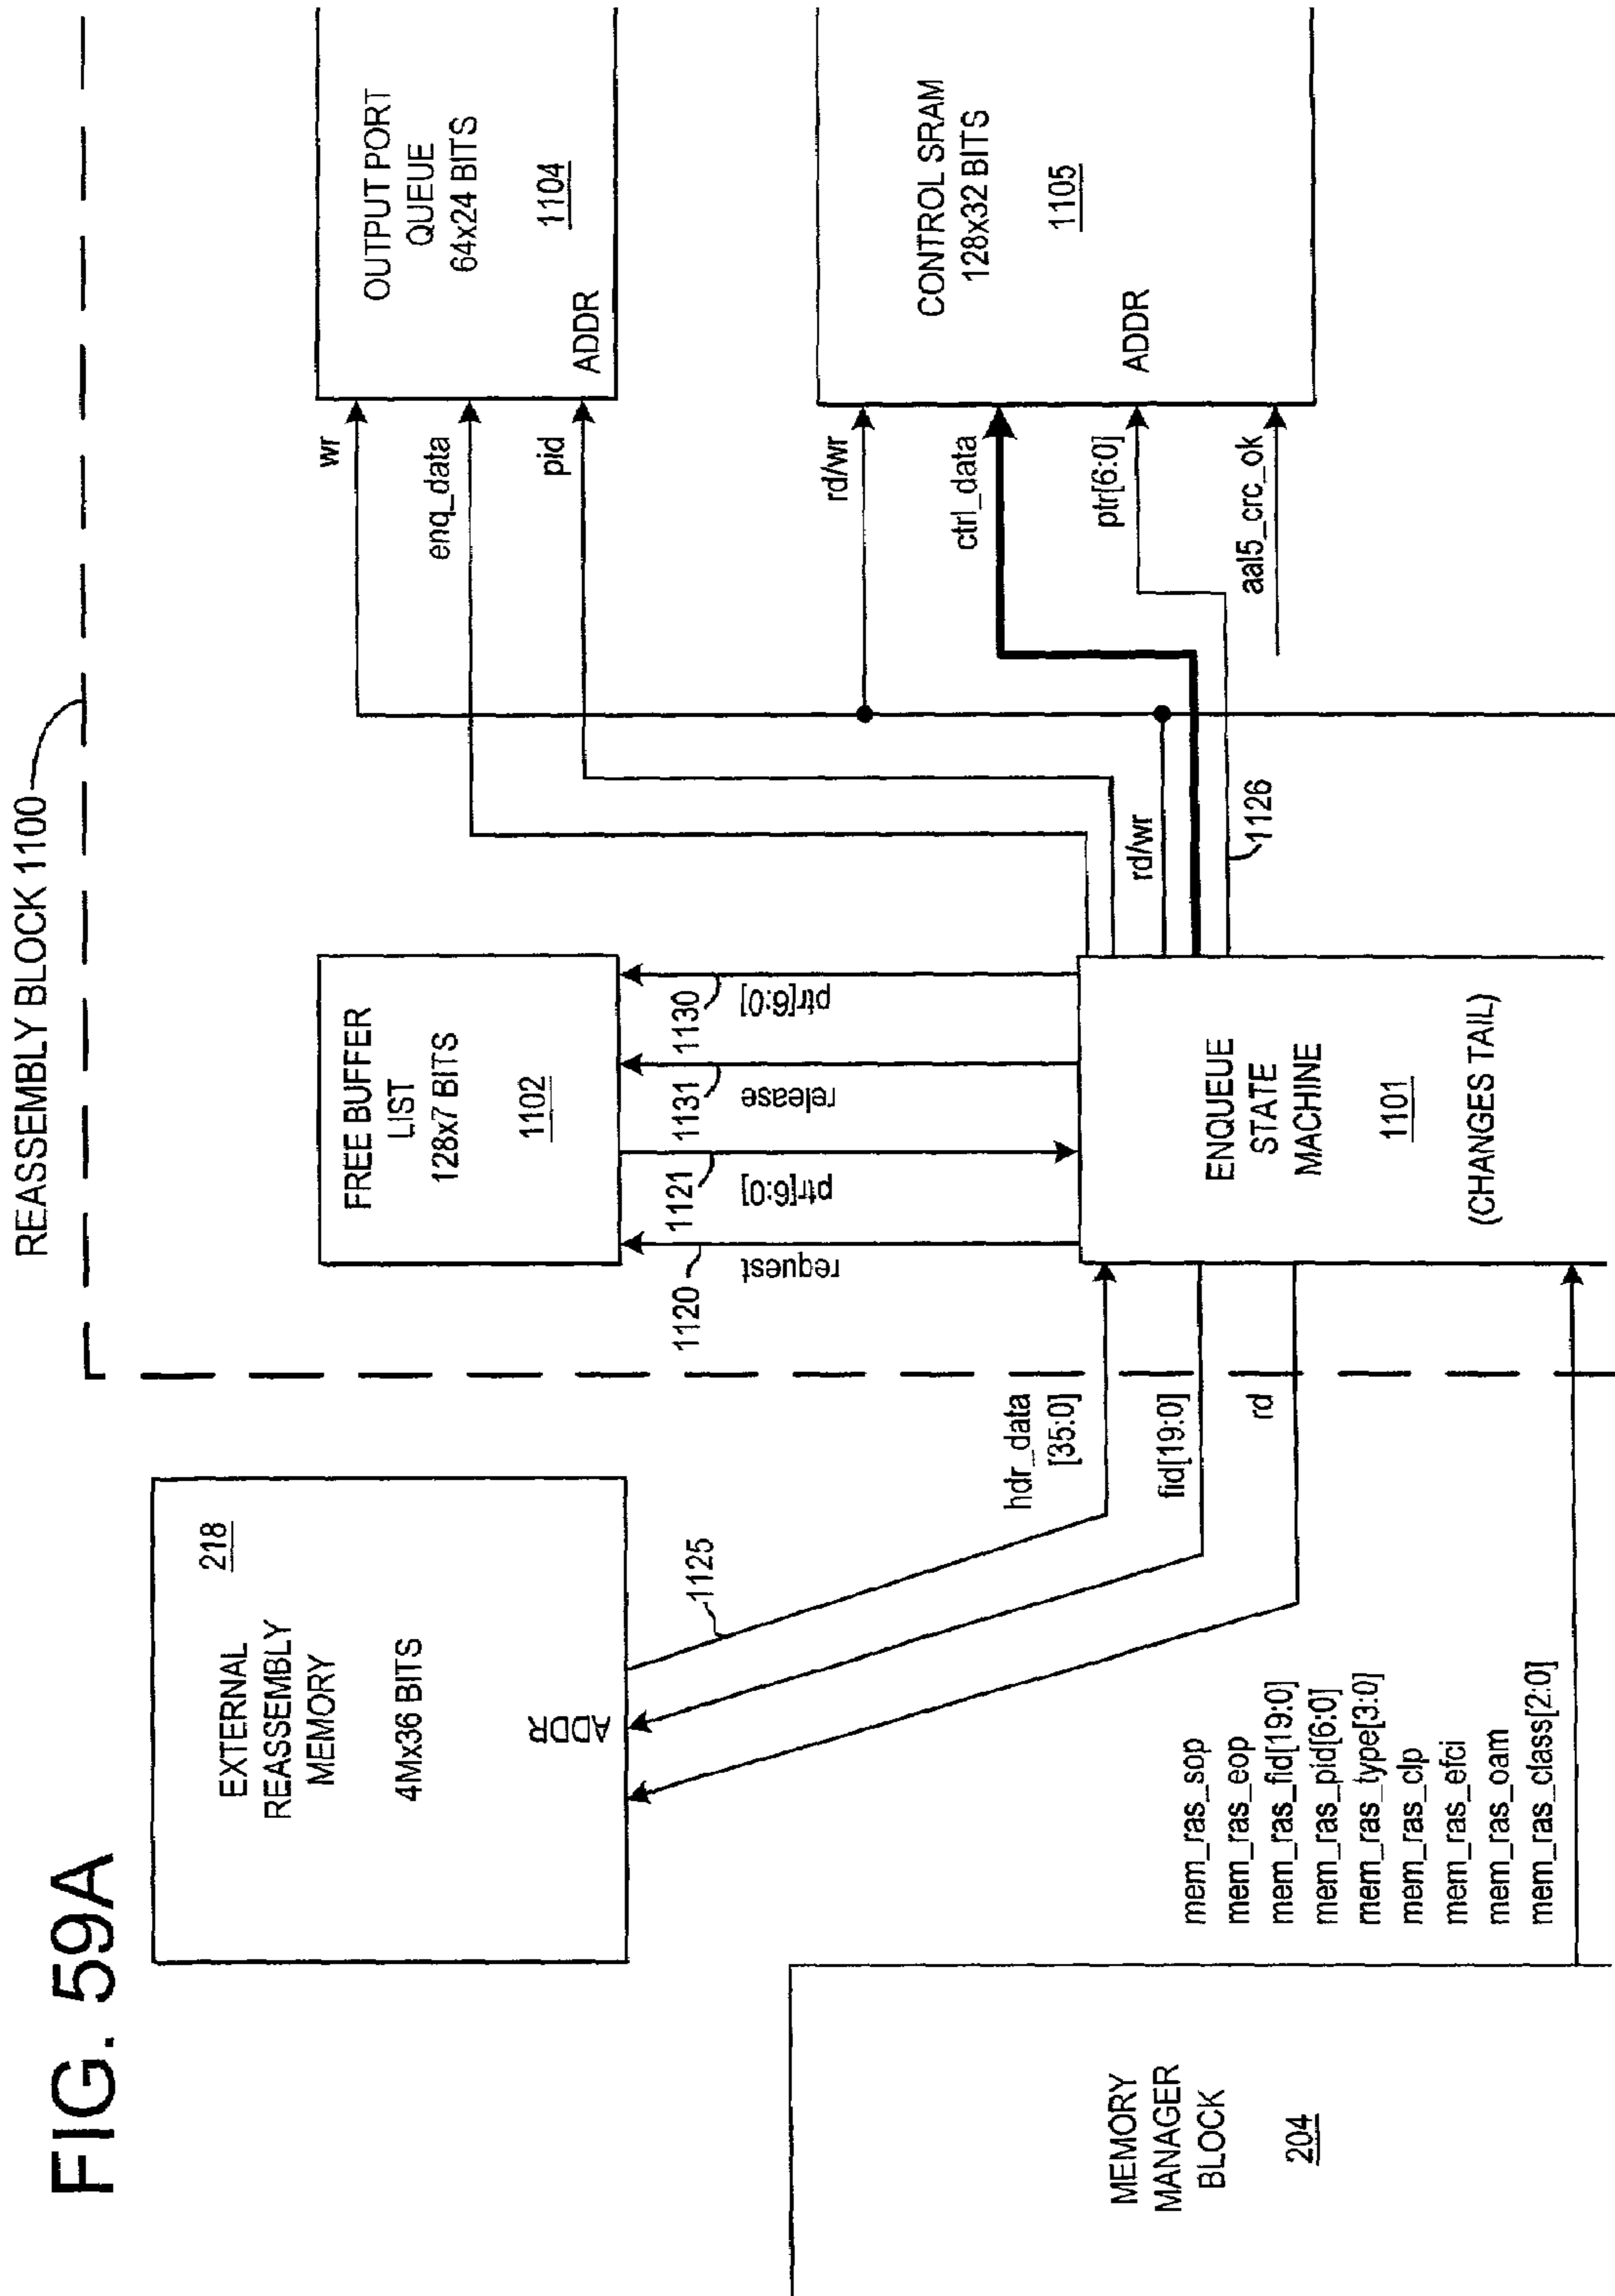 FIG. 59A
REASSEMBLY BLOCK 1100
EXTERNAL
REASSEMBLY
MEMORY
218
4Mx36 BITS
ADDR
1125
FREE BUFFER
LIST
128x7 BITS
1102
1120
request
1121
ptr[6:0]
1131
release
1130
ptr[6:0]
OUTPUT PORT
QUEUE
64x24 BITS
1104
ADDR
wr
enq_data
pid
CONTROL SRAM
128x32 BITS
1105
ADDR
rd/wr
ctrl_data
ptr[6:0]
aal5_crc_ok
hdr_data
[35:0]
fid[19:0]
rd
ENQUEUE
STATE
MACHINE
1101
(CHANGES TAIL)
rd/wr
1126
MEMORY
MANAGER
BLOCK
204
mem_ras_sop
mem_ras_eop
mem_ras_fid[19:0]
mem_ras_pid[6:0]
mem_ras_type[3:0]
mem_ras_clp
mem_ras_efci
mem_ras_oam
mem_ras_class[2:0]